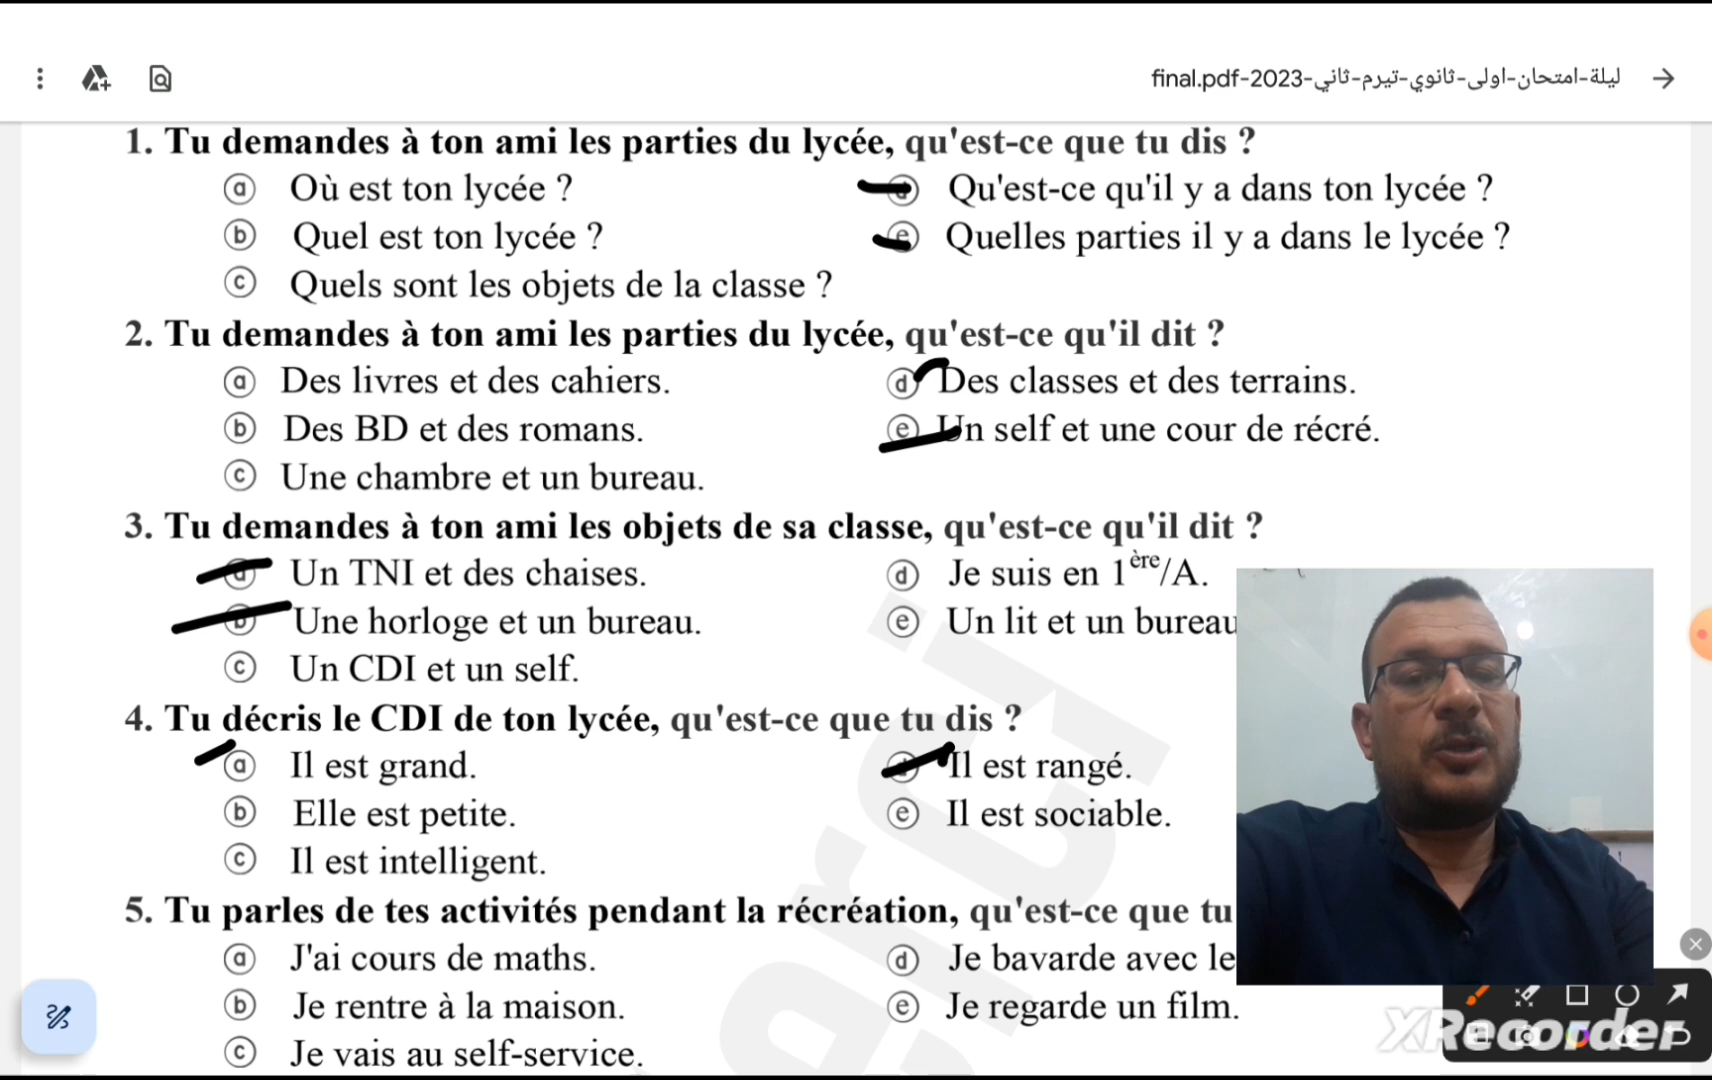 ليلة-امتحان-اولى-ثانوي-تيرم-ثاني-2023-final.pdf
1. Tu demandes à ton ami les parties du lycée, qu'est-ce que tu dis ?
ⓐ Où est ton lycée ?
ⓓ Qu'est-ce qu'il y a dans ton lycée ?
ⓑ Quel est ton lycée ?
ⓔ Quelles parties il y a dans le lycée ?
ⓒ Quels sont les objets de la classe ?
2. Tu demandes à ton ami les parties du lycée, qu'est-ce qu'il dit ?
ⓐ Des livres et des cahiers.
ⓓ Des classes et des terrains.
ⓑ Des BD et des romans.
ⓔ Un self et une cour de récré.
ⓒ Une chambre et un bureau.
3. Tu demandes à ton ami les objets de sa classe, qu'est-ce qu'il dit ?
ⓐ Un TNI et des chaises.
ⓓ Je suis en 1ère/A.
ⓑ Une horloge et un bureau.
ⓔ Un lit et un bureau
ⓒ Un CDI et un self.
4. Tu décris le CDI de ton lycée, qu'est-ce que tu dis ?
ⓐ Il est grand.
ⓓ Il est rangé.
ⓑ Elle est petite.
ⓔ Il est sociable.
ⓒ Il est intelligent.
5. Tu parles de tes activités pendant la récréation, qu'est-ce que tu
ⓐ J'ai cours de maths.
ⓓ Je bavarde avec le
ⓑ Je rentre à la maison.
ⓔ Je regarde un film.
ⓒ Je vais au self-service.
XRecorder